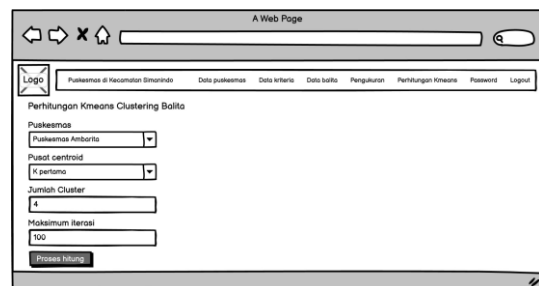 A Web Page
Logo
Puskesmas di Kecamatan Simanindo Data puskesmas Data kriteria Data balita Pengukuran Perhitungan Kmeans Password Logout
Perhitungan Kmeans Clustering Balita
Puskesmas
Puskesmas Ambarita
Pusat centroid
K pertama
Jumlah Cluster
4
Maksimum iterasi
100
Proses hitung